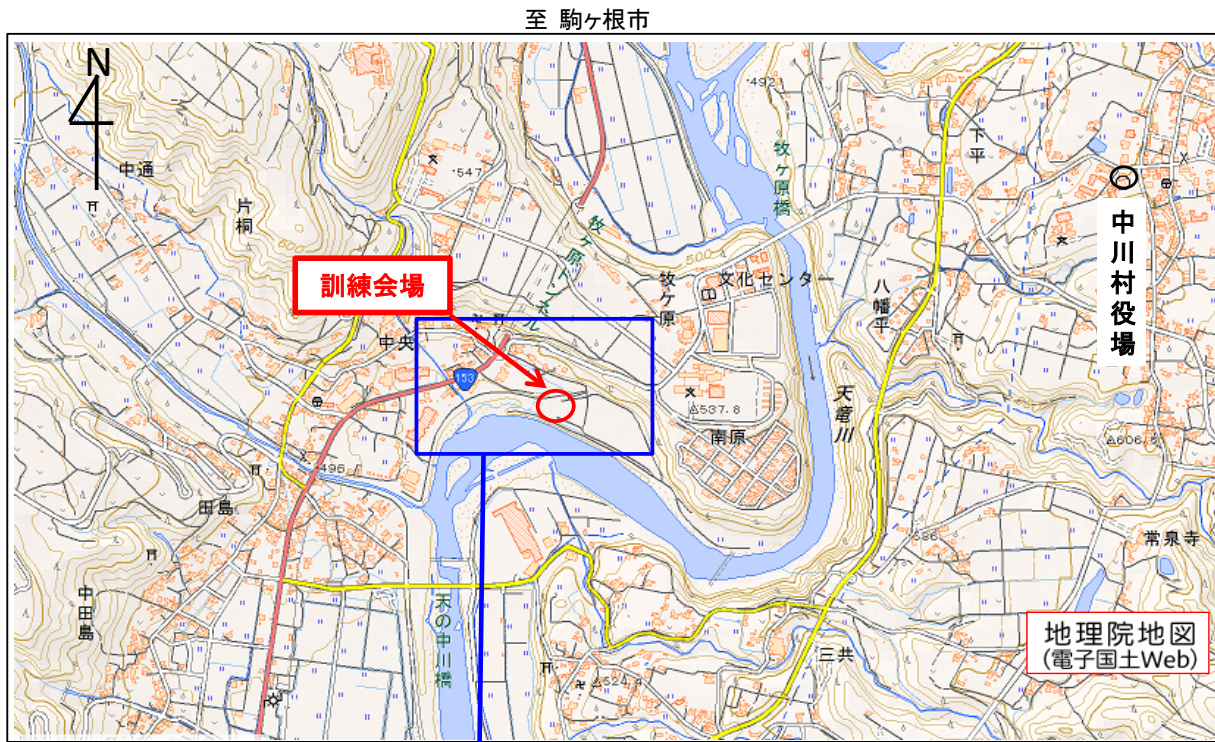 至 駒ヶ根市
N
・492
中通
・547
牧ヶ原橋
下平
片桐
500
牧ヶ原トンネル
500
中川村役場
訓練会場
牧ヶ原
文化センター
八幡平
中央
153
△537.8
天竜川
南原
△606.5
・496
田島
常泉寺
中田島
天の中川橋
地理院地図
(電子国土Web)
三共
△524.4